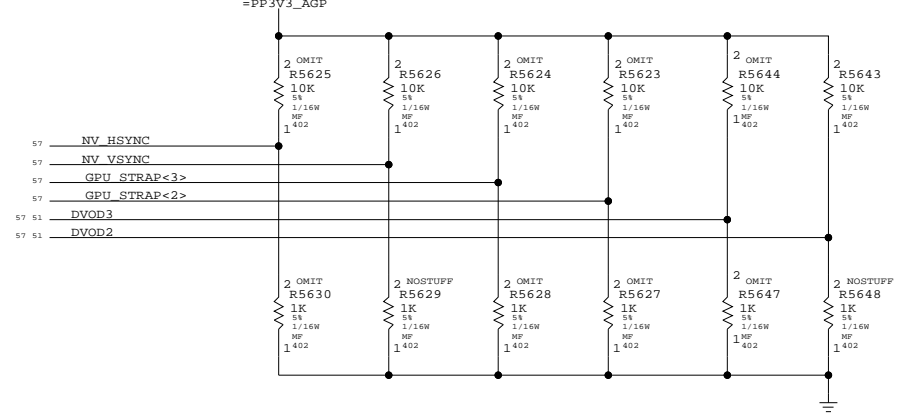 =PP3V3_AGP
2 OMIT 2 OMIT 2 OMIT 2 OMIT 2 OMIT 2
R5625 R5626 R5624 R5623 R5644 R5643
10K 10K 10K 10K 10K 10K
5% 5% 5% 5% 5% 5%
1/16W 1/16W 1/16W 1/16W 1/16W 1/16W
MF MF MF MF MF MF
1 402 1 402 1 402 1 402 1 402 1 402
57 NV_HSYNC
57 NV_VSYNC
57 GPU_STRAP<3>
57 GPU_STRAP<2>
57 51 DVOD3
57 51 DVOD2
2 OMIT 2 NOSTUFF 2 OMIT 2 OMIT 2 OMIT 2 NOSTUFF
R5630 R5629 R5628 R5627 R5647 R5648
1K 1K 1K 1K 1K 1K
5% 5% 5% 5% 5% 5%
1/16W 1/16W 1/16W 1/16W 1/16W 1/16W
MF MF MF MF MF MF
1 402 1 402 1 402 1 402 1 402 1 402